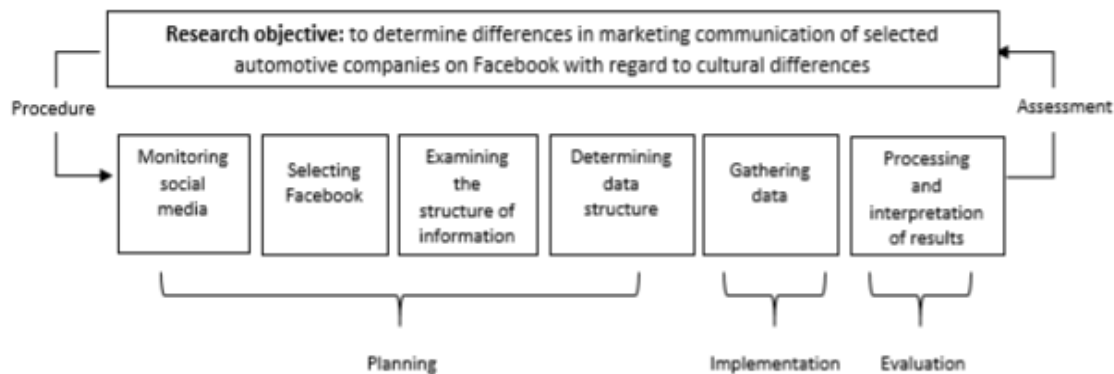 Research objective: to determine differences in marketing communication of selected
automotive companies on Facebook with regard to cultural differences
Procedure
Assessment
Monitoring
social
media
Selecting
Facebook
Examining
the
structure of
information
Determining
data
structure
Gathering
data
Processing
and
interpretation
of results
Planning
Implementation
Evaluation